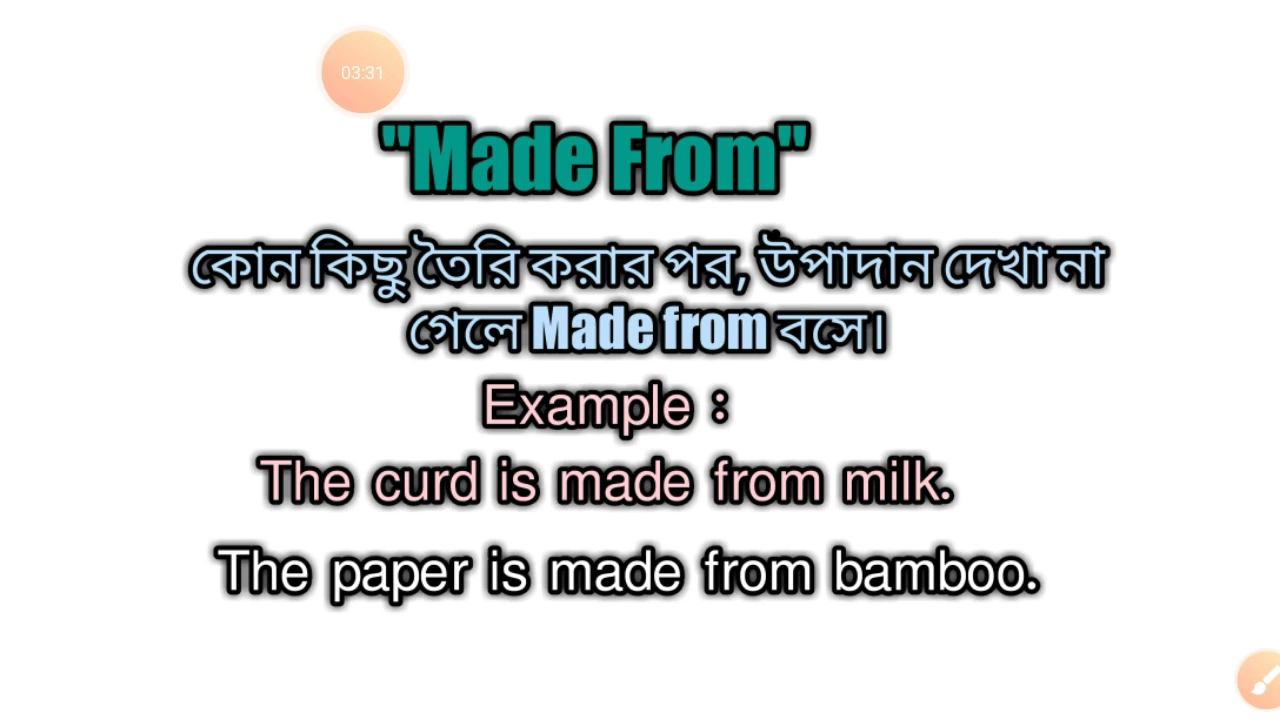 03:31
"Made From"
কোন কিছু তৈরি করার পর, উপাদান দেখা না
গেলে Made from বসে।
Example :
The curd is made from milk.
The paper is made from bamboo.